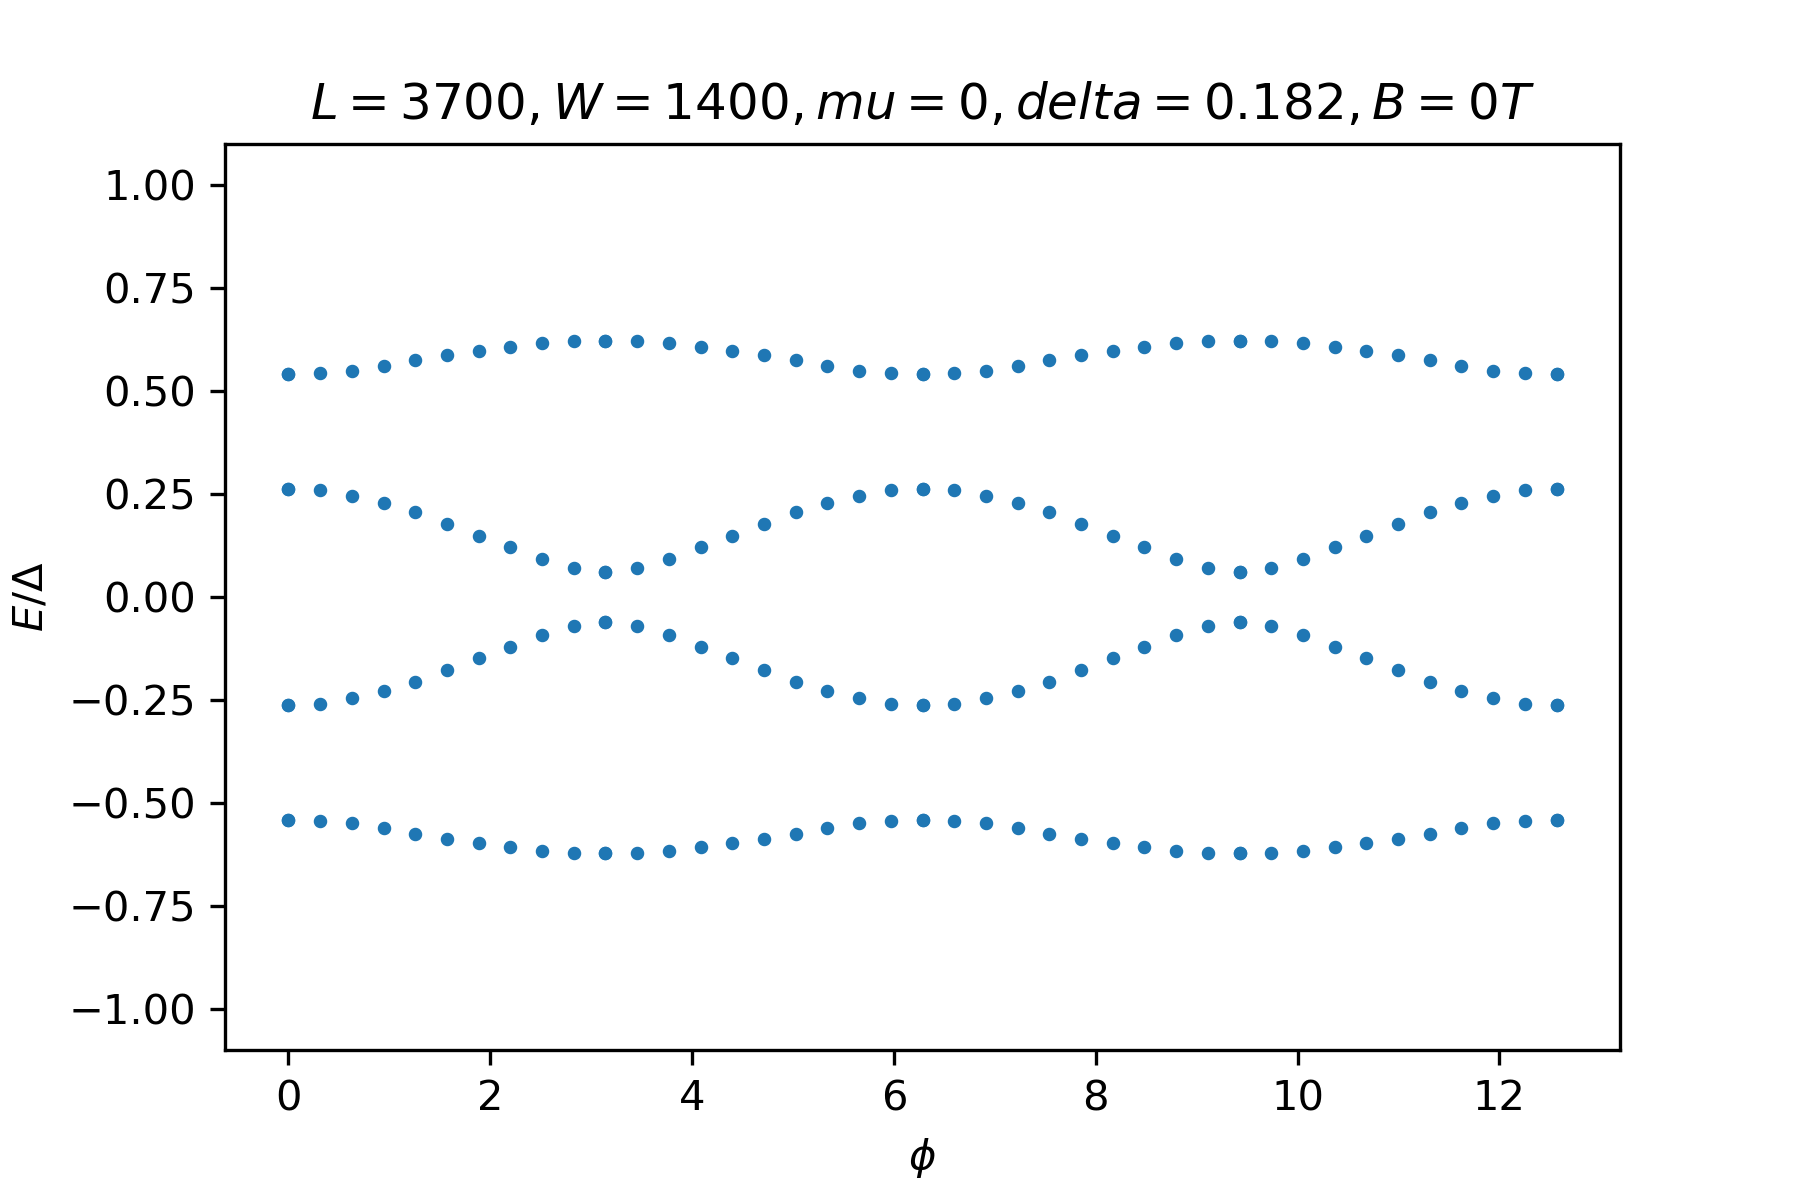 L = 3700, W = 1400, mu = 0, delta = 0.182, B = 0T
1.00
0.75
0.50
0.25
0.00
−0.25
−0.50
−0.75
−1.00
E/Δ
0 2 4 6 8 10 12
ϕ